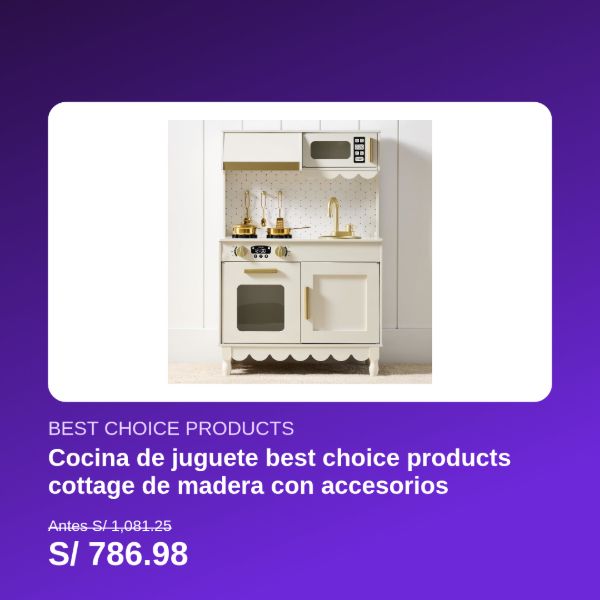 BEST CHOICE PRODUCTS
Cocina de juguete best choice products
cottage de madera con accesorios
Antes S/ 1,081.25
S/ 786.98